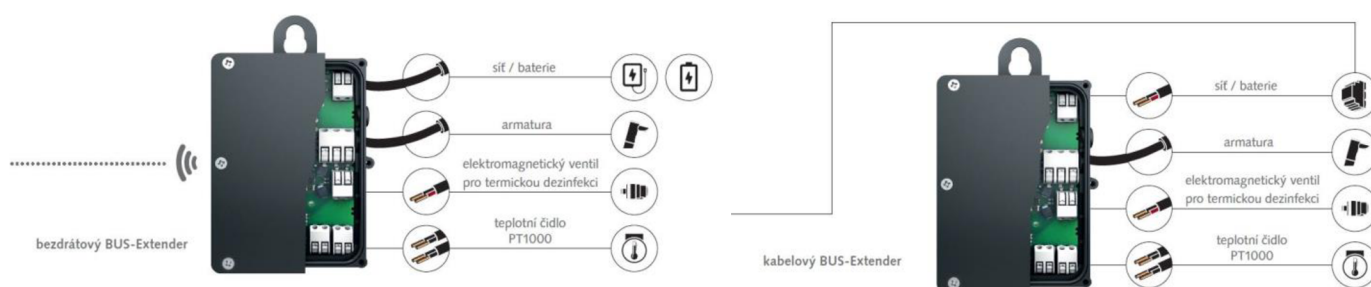 síť / baterie
armatura
elektromagnetický ventil
pro termickou dezinfekci
teplotní čidlo
PT1000
bezdrátový BUS-Extender
síť / baterie
armatura
elektromagnetický ventil
pro termickou dezinfekci
teplotní čidlo
PT1000
kabelový BUS-Extender